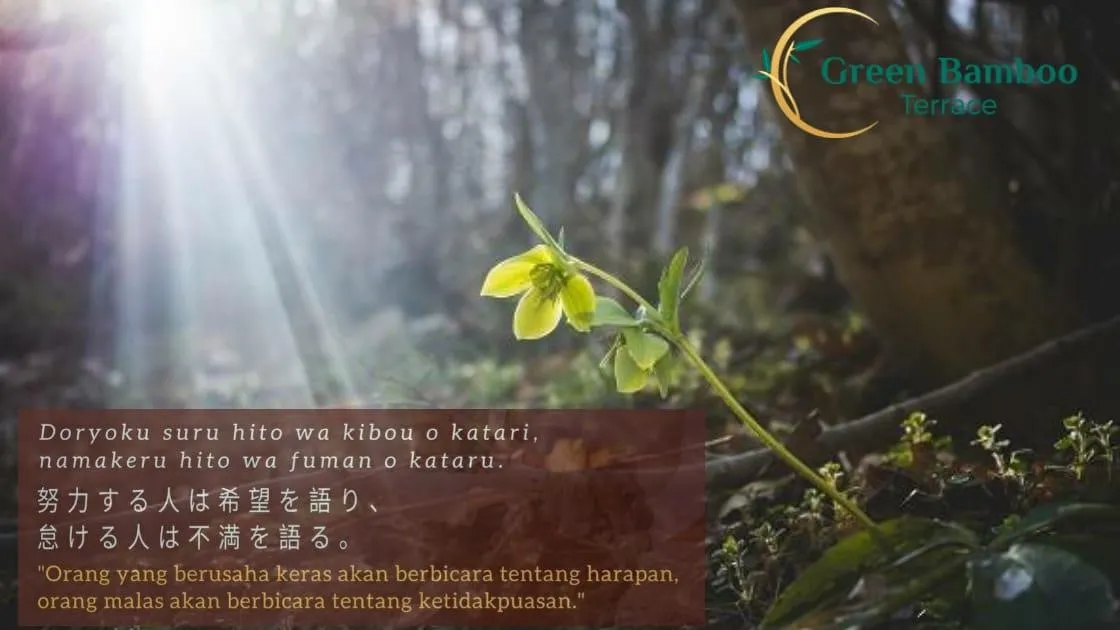 Green Bamboo
Terrace
Doryoku suru hito wa kibou o katari,
namakeru hito wa fuman o kataru.
努力する人は希望を語り、
怠ける人は不満を語る。
"Orang yang berusaha keras akan berbicara tentang harapan,
orang malas akan berbicara tentang ketidakpuasan."